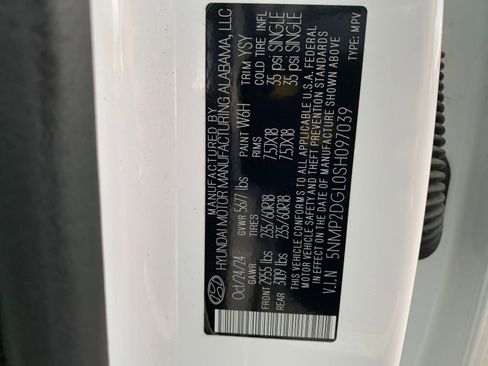 MANUFACTURED BY
HYUNDAI MOTOR MANUFACTURING ALABAMA, LLC
Oct/24/24 GVWR 5677 lbs PAINT W6H TRIM YSY
GAWR RIMS COLD TIRE INFL
FRONT 2955 lbs 235/60R18 7.5JX18 35 psi SINGLE
REAR 3109 lbs 235/60R18 7.5JX18 35 psi SINGLE
THIS VEHICLE CONFORMS TO ALL APPLICABLE U.S.A. FEDERAL
MOTOR VEHICLE SAFETY AND THEFT PREVENTION
STANDARDS IN EFFECT ON THE DATE OF MANUFACTURE SHOWN ABOVE
V.I.N 5NMP2DGL0SH097039 TYPE: MPV